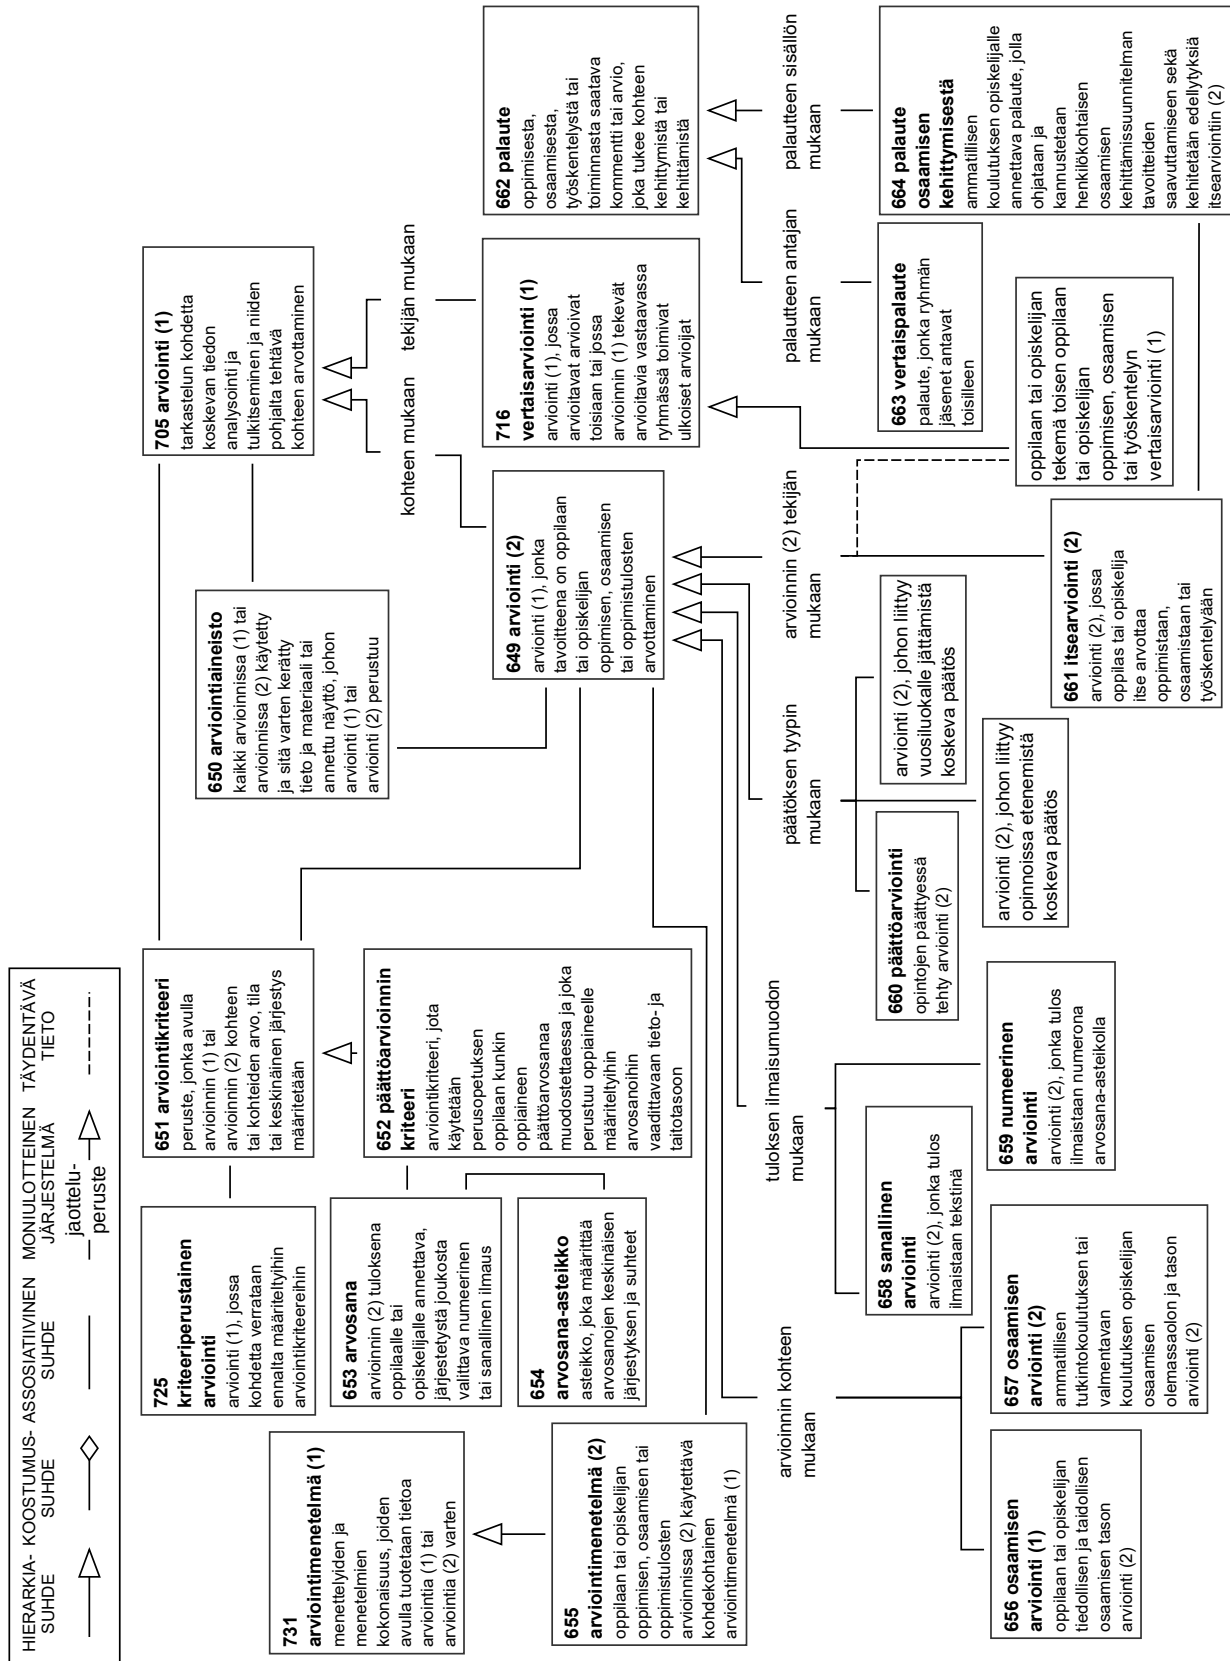 HIERARKIA-
SUHDE
KOOSTUMUS-
SUHDE
ASSOSIATIIVINEN
SUHDE
MONIULOTTEINEN
JÄRJESTELMÄ
TÄYDENTÄVÄ
TIETO
jaottelu-
peruste
705 arviointi (1)
tarkastelun kohdetta
koskevan tiedon
analysointi ja
tulkitseminen ja niiden
pohjalta tehtävä
kohteen arvottaminen
kohteen mukaan
tekijän mukaan
650 arviointiaineisto
kaikki arvioinnissa (1) tai
arvioinnissa (2) käytetty
ja sitä varten kerätty
tieto ja materiaali tai
annettu näyttö, johon
arviointi (1) tai
arviointi (2) perustuu
651 arviointikriteeri
peruste, jonka avulla
arvioinnin (1) tai
arvioinnin (2) kohteen
tai kohteiden arvo, tila
tai keskinäinen järjestys
määritetään
725
kriteeriperustainen
arviointi
arviointi (1), jossa
kohdetta verrataan
ennalta määriteltyihin
arviointikriteereihin
652 päättöarvioinnin
kriteeri
arviointikriteeri, jota
käytetään
perusopetuksen
oppilaan kunkin
oppiaineen
päättöarvosanaa
muodostettaessa ja joka
perustuu oppiaineelle
määriteltyihin
arvosanoihin
vaadittavaan tieto- ja
taitotasoon
653 arvosana
arvioinnin (2) tuloksena
oppilaalle tai
opiskelijalle annettava,
järjestetystä joukosta
valittava numeerinen
tai sanallinen ilmaus
654
arvosana-asteikko
asteikko, joka määrittää
arvosanojen keskinäisen
järjestyksen ja suhteet
731
arviointimenetelmä (1)
menettelyiden ja
menetelmien
kokonaisuus, joiden
avulla tuotetaan tietoa
arviointia (1) tai
arviointia (2) varten
655
arviointimenetelmä (2)
oppilaan tai opiskelijan
oppimisen, osaamisen tai
oppimistulosten
arvioinnissa (2) käytettävä
kohdekohtainen
arviointimenetelmä (1)
649 arviointi (2)
arviointi (1), jonka
tavoitteena on oppilaan
tai opiskelijan
oppimisen, osaamisen
tai oppimistulosten
arvottaminen
716
vertaisarviointi (1)
arviointi (1), jossa
arvioitavat arvioivat
toisiaan tai jossa
arvioinnin (1) tekevät
arvioitavia vastaavassa
ryhmässä toimivat
ulkoiset arvioijat
662 palaute
oppimisesta,
osaamisesta,
työskentelystä tai
toiminnasta saatava
kommentti tai arvio,
joka tukee kohteen
kehittymistä tai
kehittämistä
arvioinnin kohteen
mukaan
tuloksen ilmaisumuodon
mukaan
päätöksen tyypin
mukaan
arvioinnin (2) tekijän
mukaan
palautteen antajan
mukaan
palautteen sisällön
mukaan
656 osaamisen
arviointi (1)
oppilaan tai opiskelijan
tiedollisen ja taidollisen
osaamisen tason
arviointi (2)
657 osaamisen
arviointi (2)
ammatillisen
tutkintokoulutuksen tai
valmentavan
koulutuksen opiskelijan
osaamisen
olemassaolon ja tason
arviointi (2)
658 sanallinen
arviointi
arviointi (2), jonka tulos
ilmaistaan tekstinä
659 numeerinen
arviointi
arviointi (2), jonka tulos
ilmaistaan numerona
arvosana-asteikolla
660 päättöarviointi
opintojen päättyessä
tehty arviointi (2)
arviointi (2), johon liittyy
opinnoissa etenemistä
koskeva päätös
arviointi (2), johon liittyy
vuosiluokalle jättämistä
koskeva päätös
661 itsearviointi (2)
arviointi (2), jossa
oppilas tai opiskelija
itse arvottaa
oppimistaan,
osaamistaan tai
työskentelyään
oppilaan tai opiskelijan
tekemä toisen oppilaan
tai opiskelijan
oppimisen, osaamisen
tai työskentelyn
vertaisarviointi (1)
663 vertaispalaute
palaute, jonka ryhmän
jäsenet antavat
toisilleen
664 palaute
osaamisen
kehittymisestä
ammatillisen
koulutuksen opiskelijalle
annettava palaute, jolla
ohjataan ja
kannustetaan
henkilökohtaisen
osaamisen
kehittämissuunnitelman
tavoitteiden
saavuttamiseen sekä
kehitetään edellytyksiä
itsearviointiin (2)